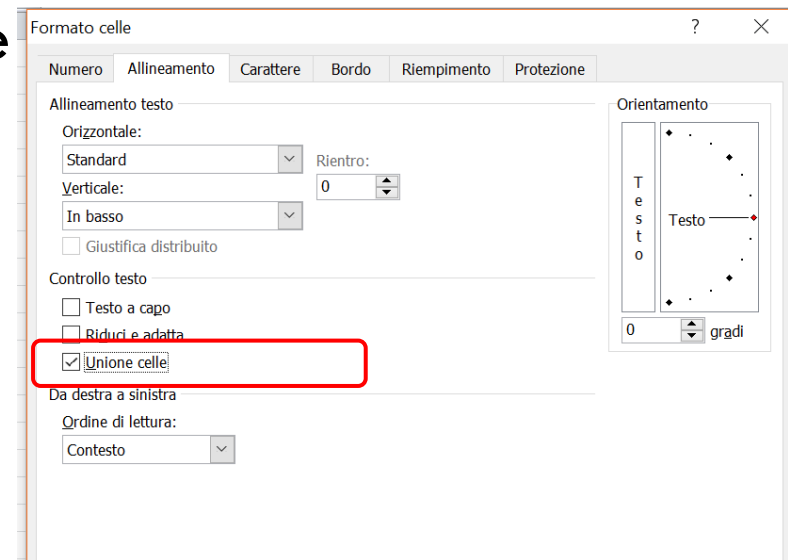 e
Formato celle
Numero Allineamento Carattere Bordo Riempimento Protezione
Allineamento testo
Orizzontale:
Standard
Rientro:
Verticale:
0
In basso
Giustifica distribuito
Controllo testo
Testo a capo
Riduci e adatta
Unione celle
Da destra a sinistra
Ordine di lettura:
Contesto
Orientamento
Testo
Testo
0 gradi